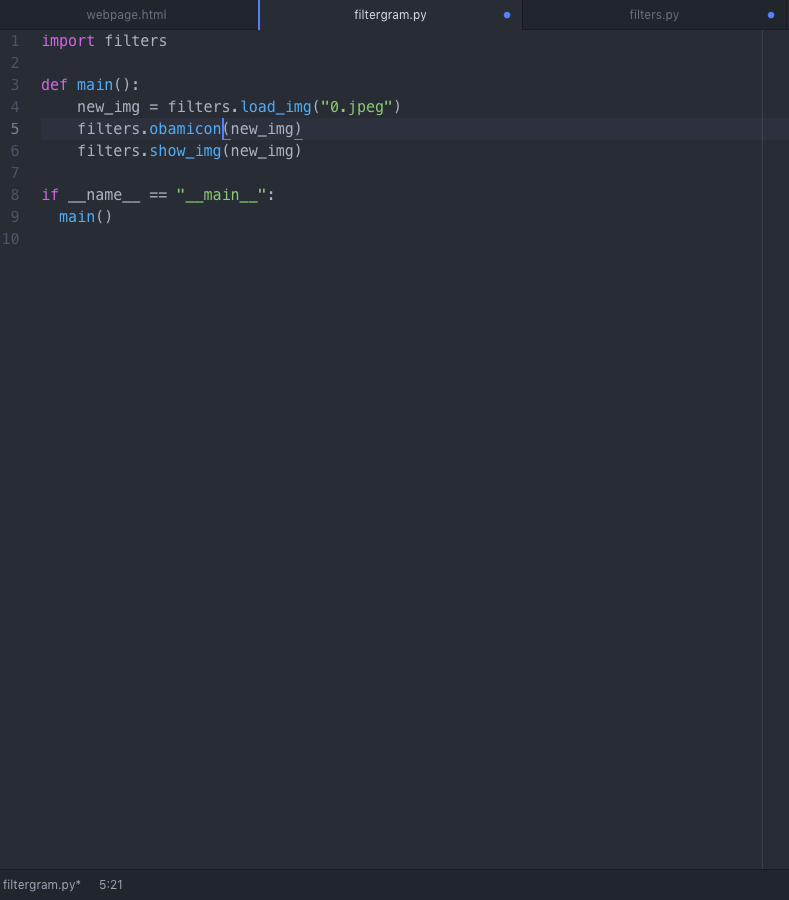 webpage.html filtergram.py filters.py
1 import filters
2
3 def main():
4     new_img = filters.load_img("0.jpeg")
5     filters.obamicon(new_img)
6     filters.show_img(new_img)
7
8 if __name__ == "__main__":
9   main()
10
filtergram.py* 5:21